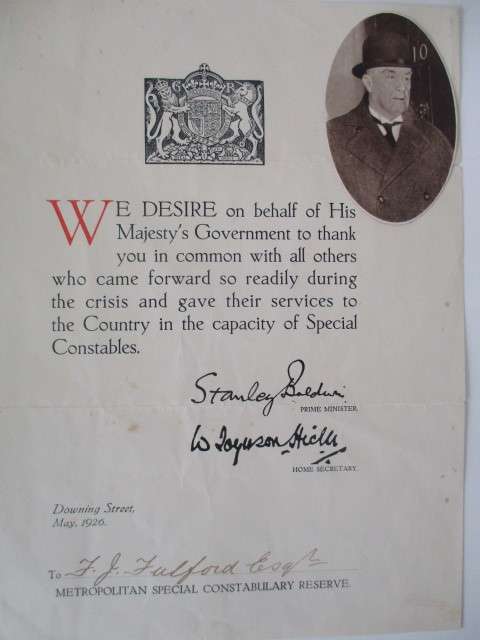 10
G R
WE DESIRE on behalf of His
Majesty's Government to thank
you in common with all others
who came forward so readily during
the crisis and gave their services to
the Country in the capacity of Special
Constables.
Stanley Baldwin
PRIME MINISTER
W Joynson-Hicks
HOME SECRETARY.
Downing Street,
May, 1926.
To F. J. Fulford Esqr
METROPOLITAN SPECIAL CONSTABULARY RESERVE.